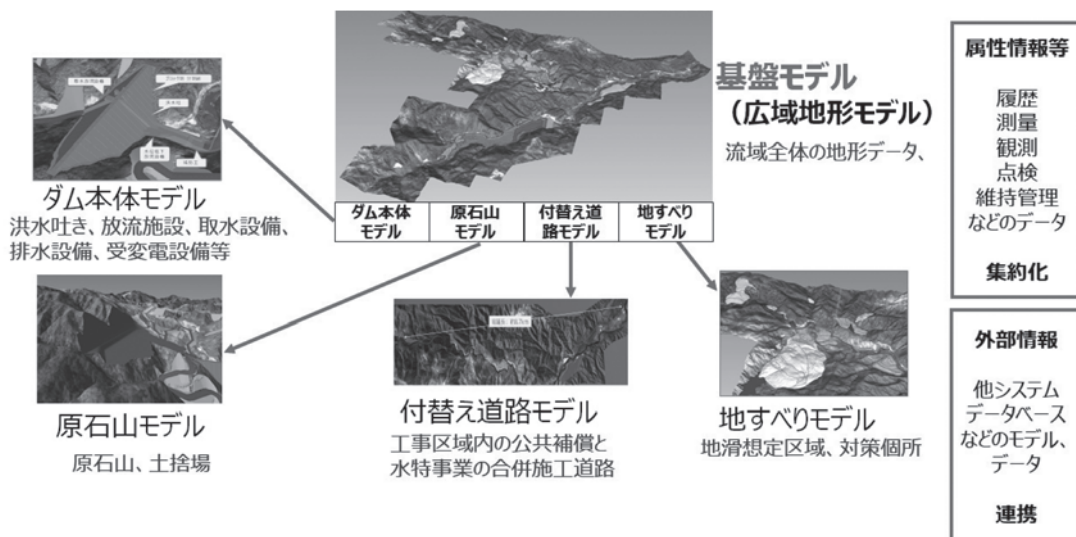 基盤モデル
（広域地形モデル）
流域全体の地形データ、
ダム本体
モデル
原石山
モデル
付替え道
路モデル
地すべり
モデル
ダム本体モデル
洪水吐き、放流施設、取水設備、
排水設備、受変電設備等
原石山モデル
原石山、土捨場
付替え道路モデル
工事区域内の公共補償と
水特事業の合併施工道路
地すべりモデル
地滑想定区域、対策個所
属性情報等
履歴
測量
観測
点検
維持管理
などのデータ
集約化
外部情報
他システム
データベース
などのモデル、
データ
連携